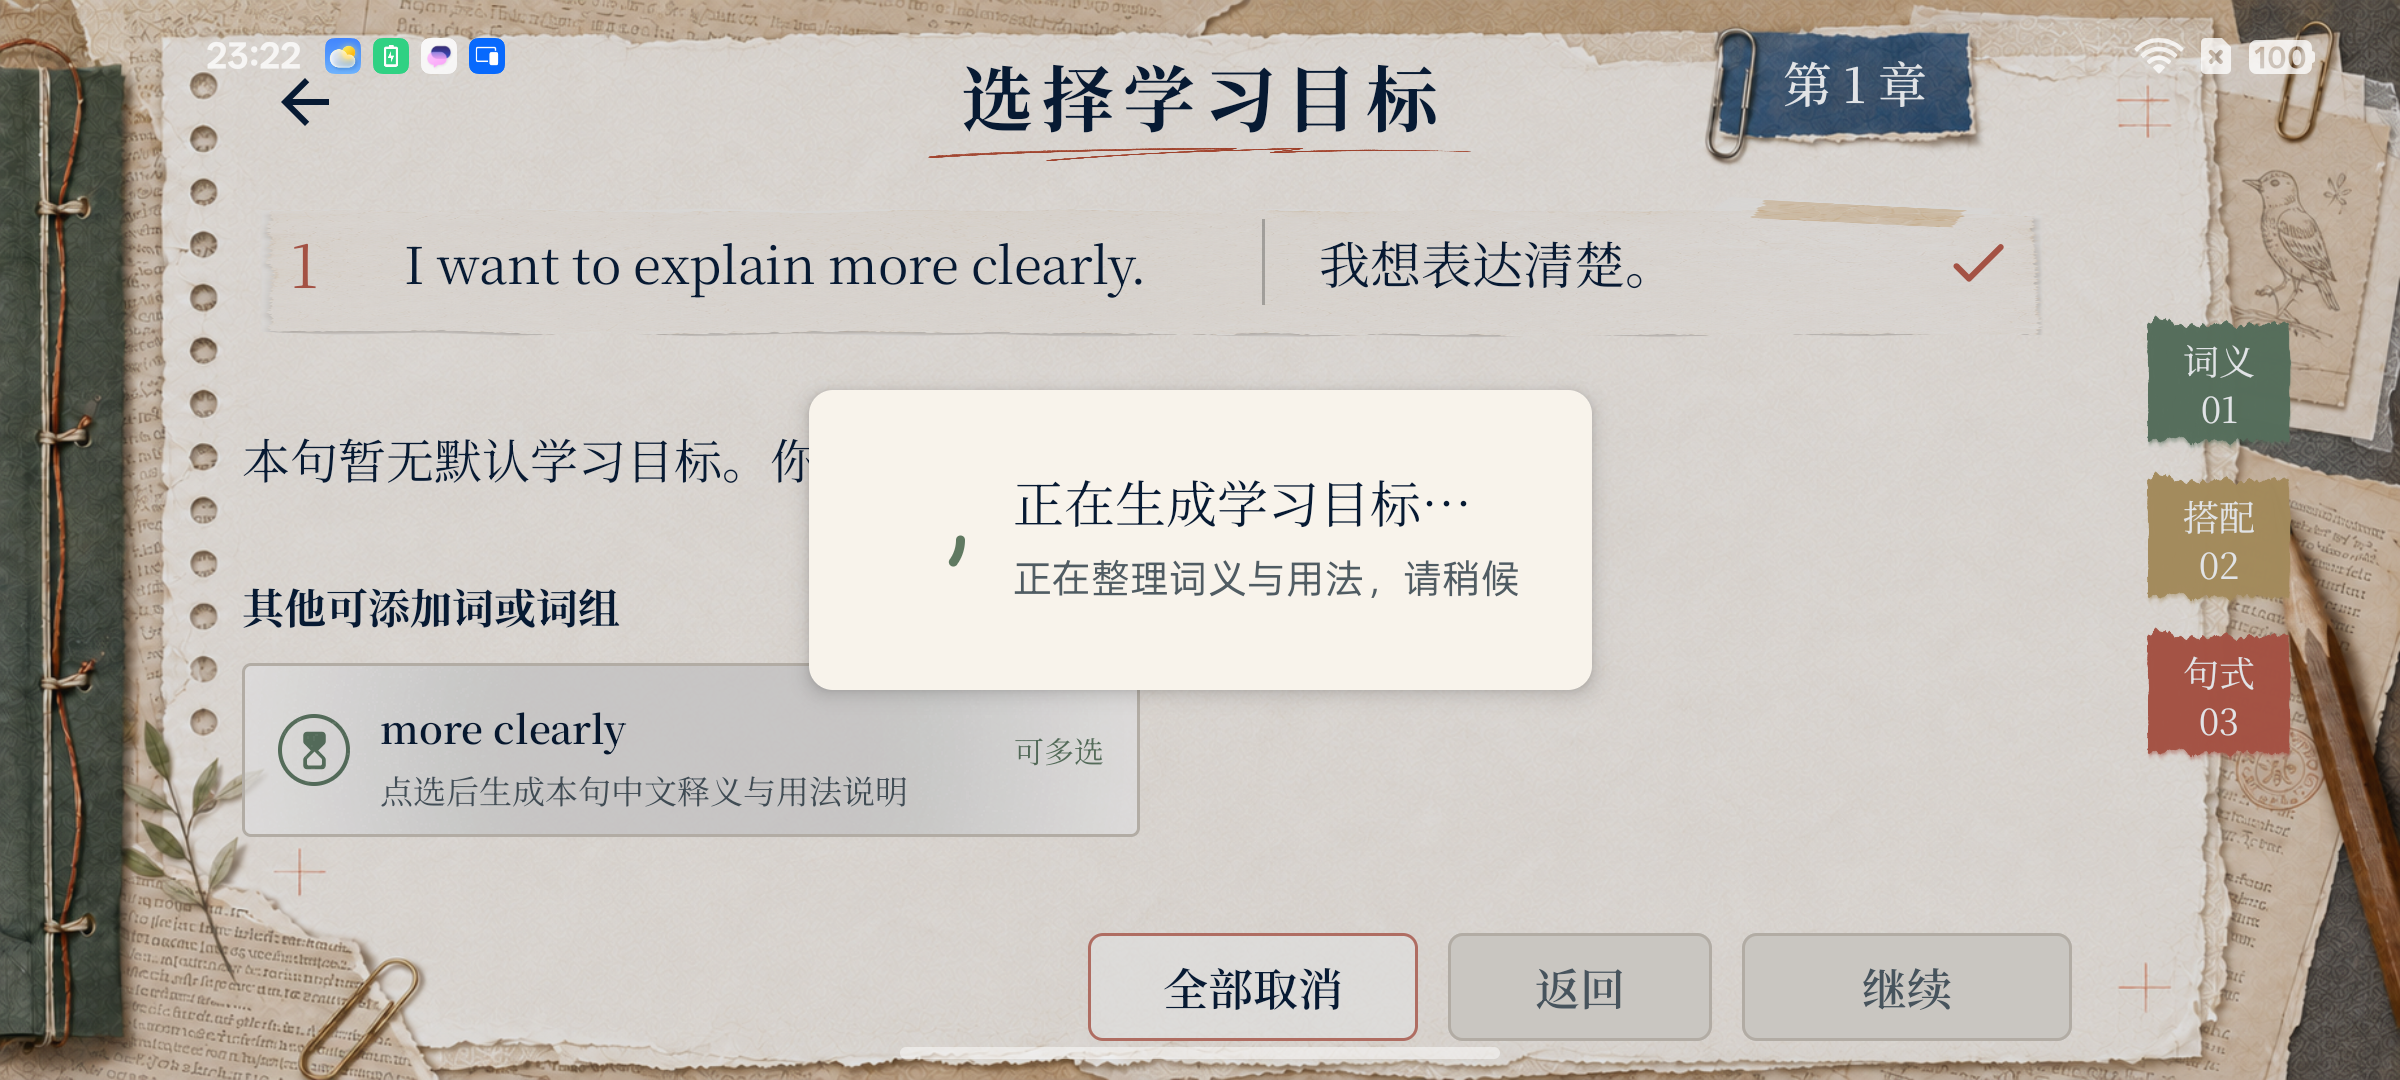 23:22
100
选择学习目标
第1章
1 I want to explain more clearly. 我想表达清楚。
词义
01
本句暂无默认学习目标。你
正在生成学习目标…
正在整理词义与用法，请稍候
搭配
02
其他可添加词或词组
句式
03
more clearly
可多选
点选后生成本句中文释义与用法说明
全部取消 返回 继续